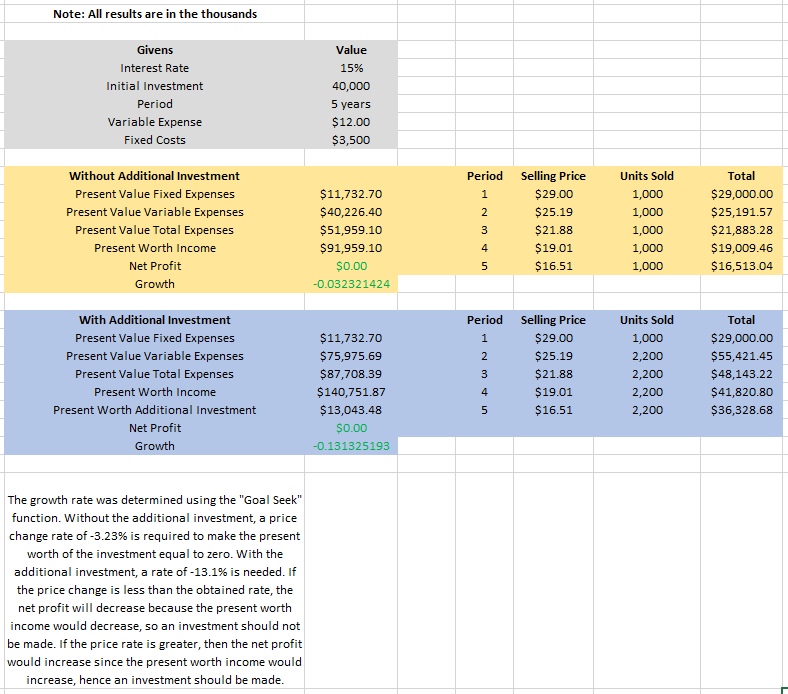 Note: All results are in the thousands
Givens Value
Interest Rate 15%
Initial Investment 40,000
Period 5 years
Variable Expense $12.00
Fixed Costs $3,500
Without Additional Investment Period Selling Price Units Sold Total
Present Value Fixed Expenses $11,732.70 1 $29.00 1,000 $29,000.00
Present Value Variable Expenses $40,226.40 2 $25.19 1,000 $25,191.57
Present Value Total Expenses $51,959.10 3 $21.88 1,000 $21,883.28
Present Worth Income $91,959.10 4 $19.01 1,000 $19,009.46
Net Profit $0.00 5 $16.51 1,000 $16,513.04
Growth -0.032321424
With Additional Investment Period Selling Price Units Sold Total
Present Value Fixed Expenses $11,732.70 1 $29.00 1,000 $29,000.00
Present Value Variable Expenses $75,975.69 2 $25.19 2,200 $55,421.45
Present Value Total Expenses $87,708.39 3 $21.88 2,200 $48,143.22
Present Worth Income $140,751.87 4 $19.01 2,200 $41,820.80
Present Worth Additional Investment $13,043.48 5 $16.51 2,200 $36,328.68
Net Profit $0.00
Growth -0.131325193
The growth rate was determined using the "Goal Seek"
function. Without the additional investment, a price
change rate of -3.23% is required to make the present
worth of the investment equal to zero. With the
additional investment, a rate of -13.1% is needed. If
the price change is less than the obtained rate, the
net profit will decrease because the present worth
income would decrease, so an investment should not
be made. If the price rate is greater, then the net profit
would increase since the present worth income would
increase, hence an investment should be made.